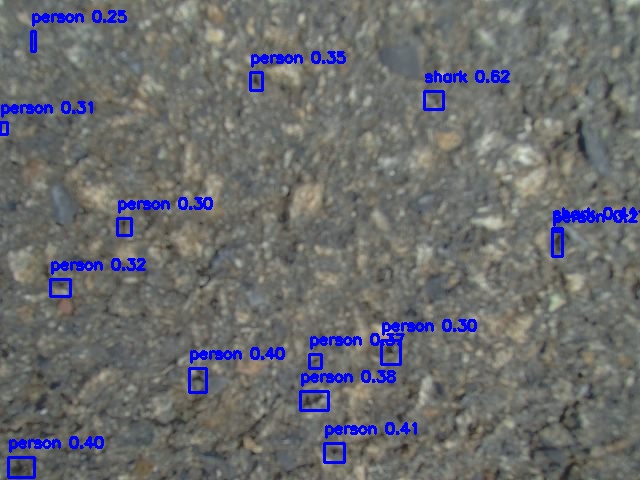 person 0.25
person 0.35
shark 0.62
person 0.31
person 0.30
person 0.32
person 0.30
person 0.37
person 0.40
person 0.38
person 0.41
person 0.40